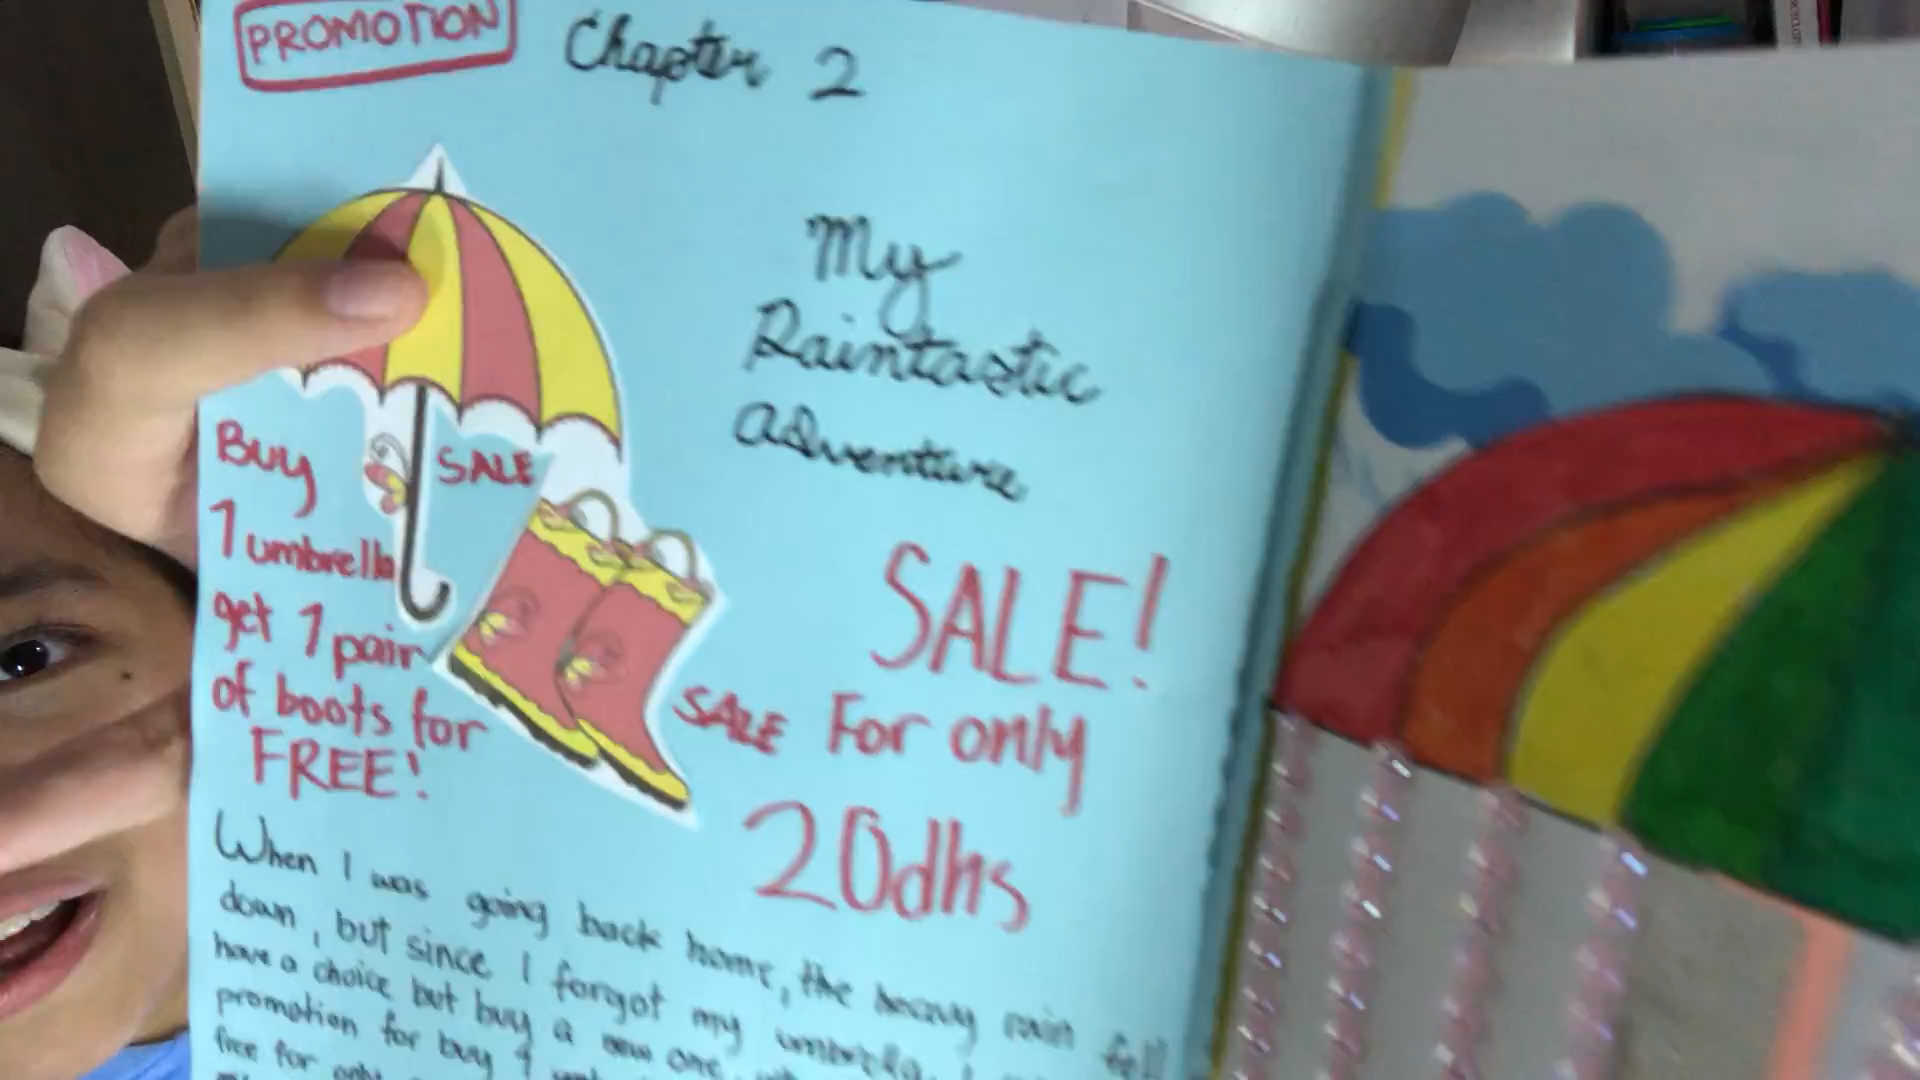 PROMOTION
Chapter 2
My
Raintastic
Adventure
Buy
1 umbrella
get 1 pair
of boots for
FREE!
SALE
SALE!
SALE For only
20dhs
When I was going back home, the heavy rain fell
down, but since I forgot my umbrella, I
have a choice but buy a new one,
promotion for buy 1
free for only